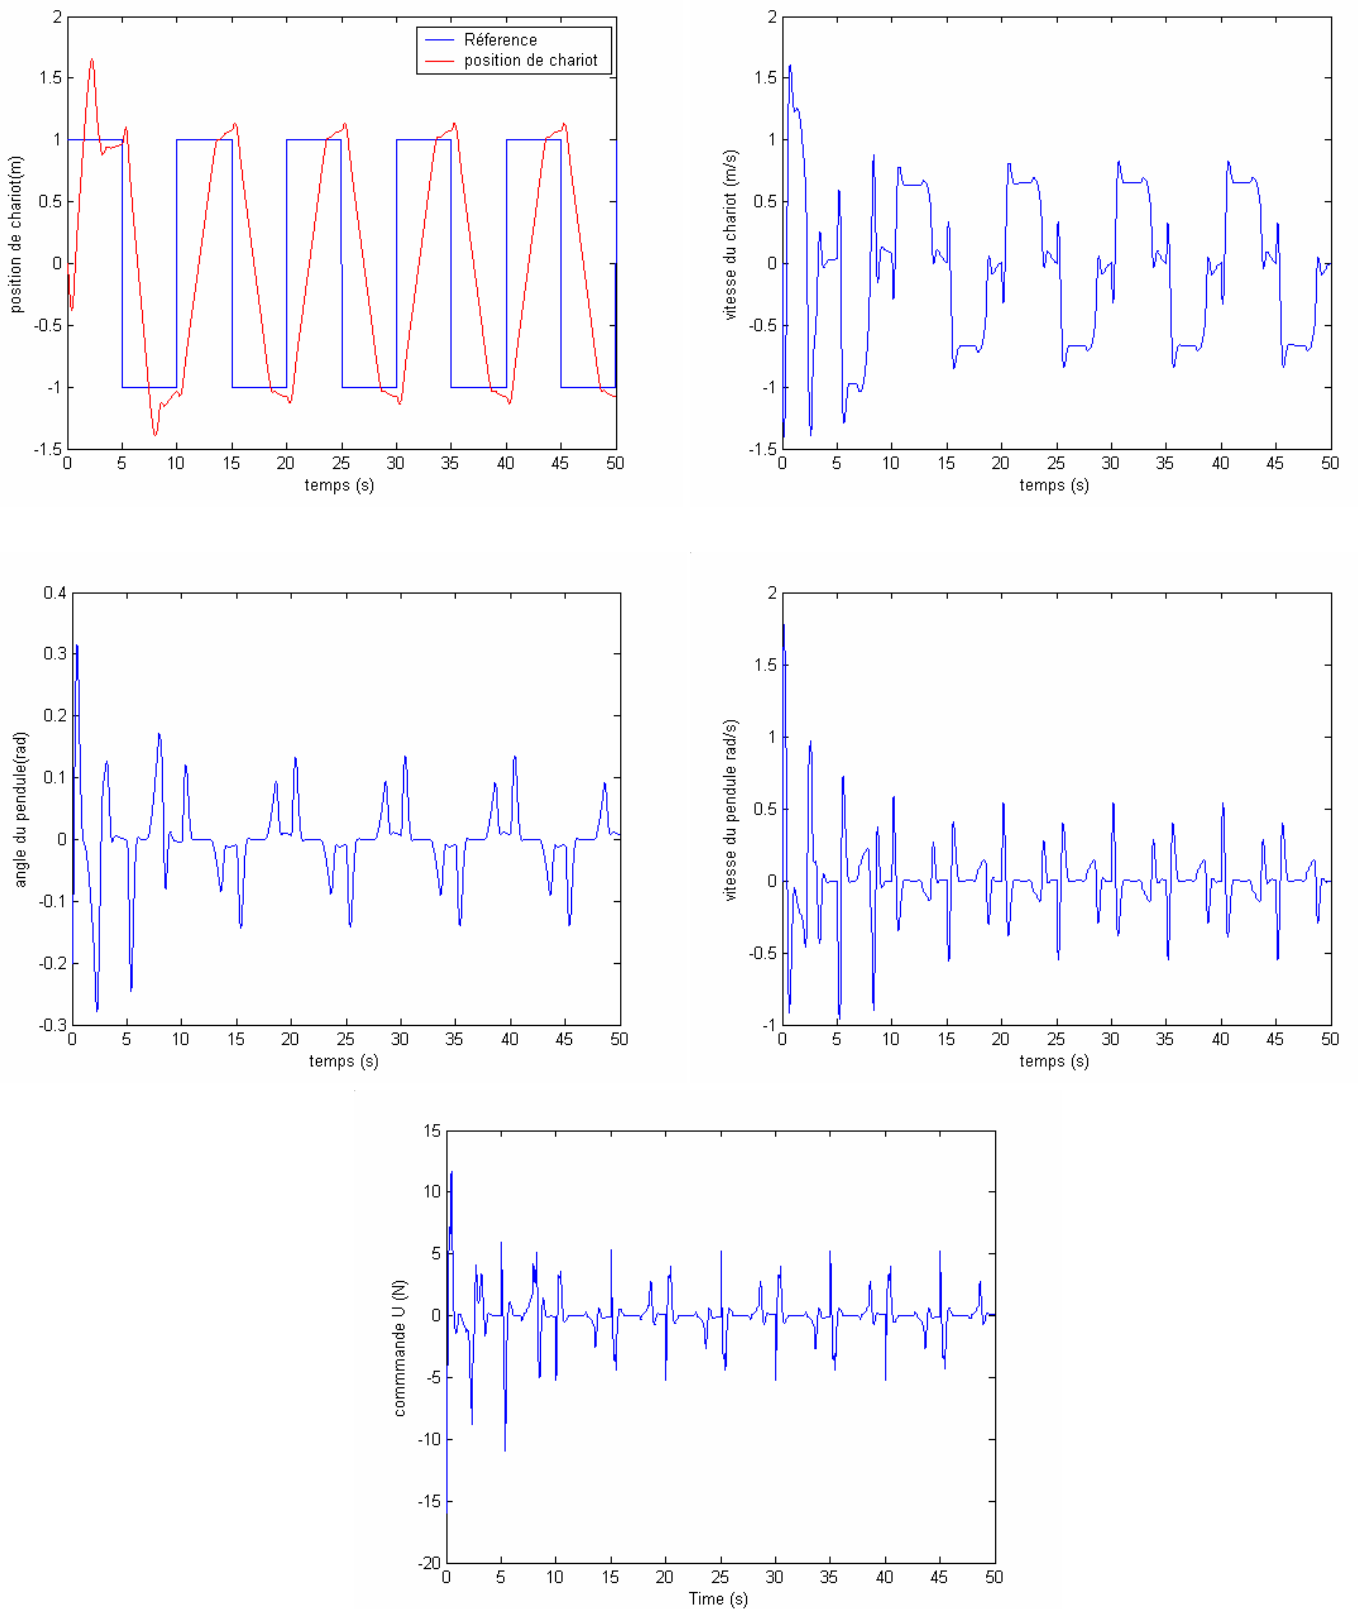 2
1.5
1
0.5
0
-0.5
-1
-1.5
0 5 10 15 20 25 30 35 40 45 50
temps (s)
position de chariot(m)
Réference
position de chariot
2
1.5
1
0.5
0
-0.5
-1
-1.5
0 5 10 15 20 25 30 35 40 45 50
temps (s)
vitesse du chariot (m/s)
0.4
0.3
0.2
0.1
0
-0.1
-0.2
-0.3
0 5 10 15 20 25 30 35 40 45 50
temps (s)
angle du pendule(rad)
2
1.5
1
0.5
0
-0.5
-1
0 5 10 15 20 25 30 35 40 45 50
temps (s)
vitesse du pendule rad/s)
15
10
5
0
-5
-10
-15
-20
0 5 10 15 20 25 30 35 40 45 50
Time (s)
commande U (N)